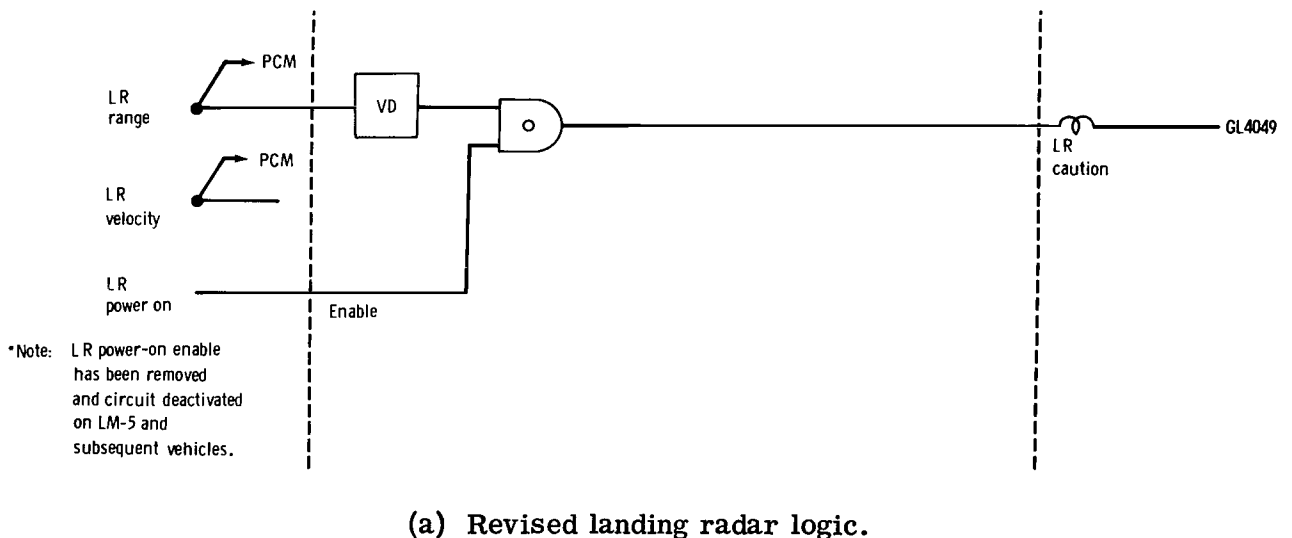 PCM
LR
range
VD
GL4049
LR
caution
PCM
LR
velocity
LR
power on
Enable
*Note: LR power-on enable
has been removed
and circuit deactivated
on LM-5 and
subsequent vehicles.
(a) Revised landing radar logic.